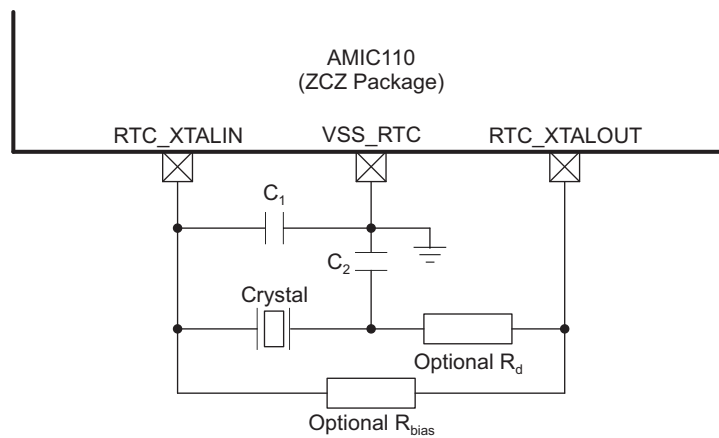 AMIC110
(ZCZ Package)
RTC_XTALIN VSS_RTC RTC_XTALOUT
C1
C2
Crystal
Optional Rd
Optional Rbias